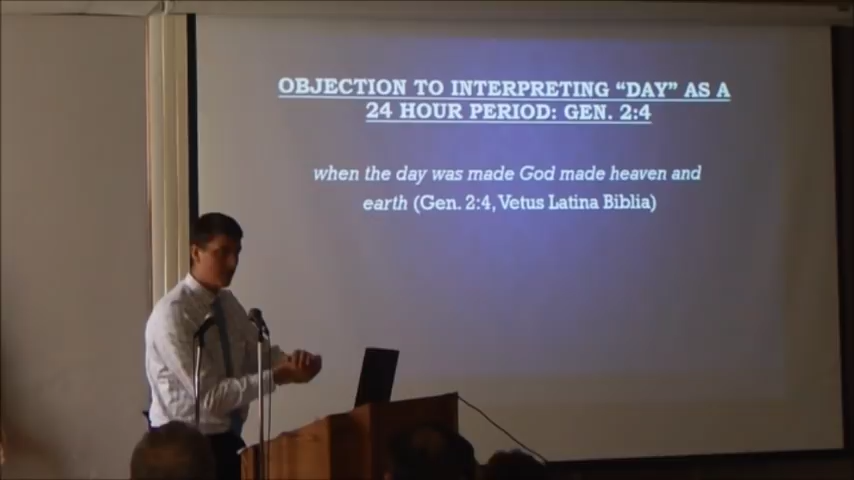 OBJECTION TO INTERPRETING “DAY” AS A
24 HOUR PERIOD: GEN. 2:4
when the day was made God made heaven and
earth (Gen. 2:4, Vetus Latina Biblia)